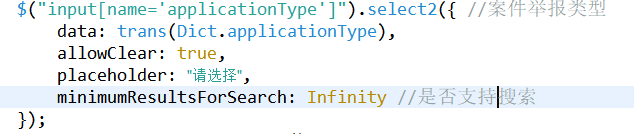 $("input[name='applicationType']").select2({ //案件举报类型
data: trans(Dict.applicationType),
allowClear: true,
placeholder: "请选择",
minimumResultsForSearch: Infinity //是否支持搜索
});